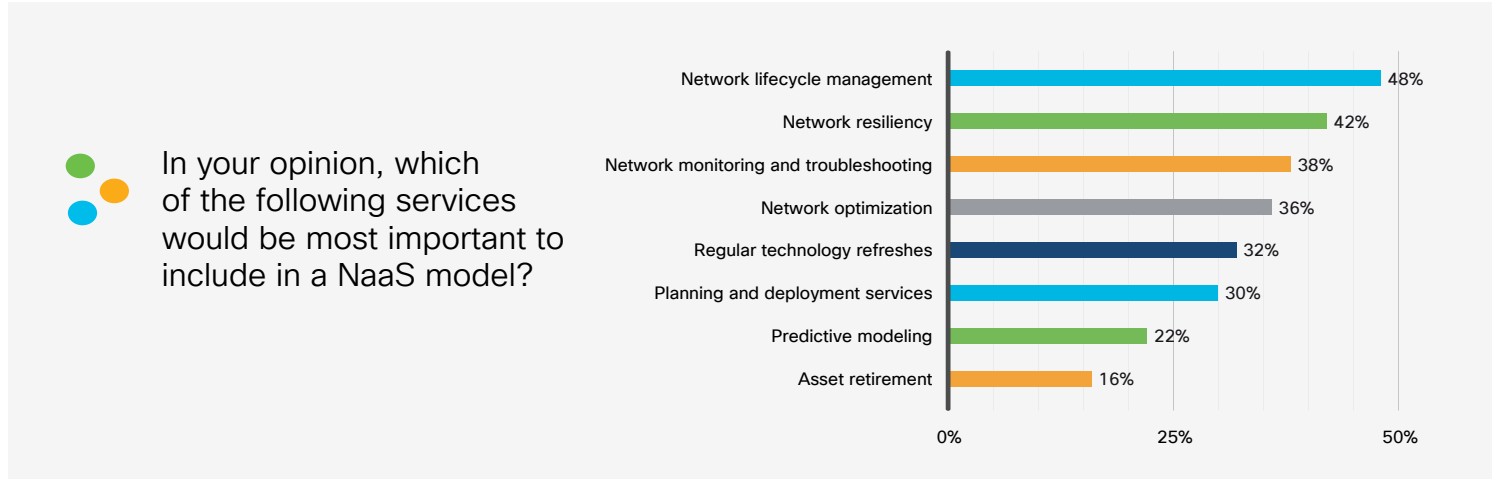 In your opinion, which
of the following services
would be most important to
include in a NaaS model?
Network lifecycle management 48%
Network resiliency 42%
Network monitoring and troubleshooting 38%
Network optimization 36%
Regular technology refreshes 32%
Planning and deployment services 30%
Predictive modeling 22%
Asset retirement 16%
0% 25% 50%